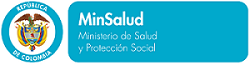 REPÚBLICA
DE COLOMBIA
MinSalud
Ministerio de Salud
y Protección Social